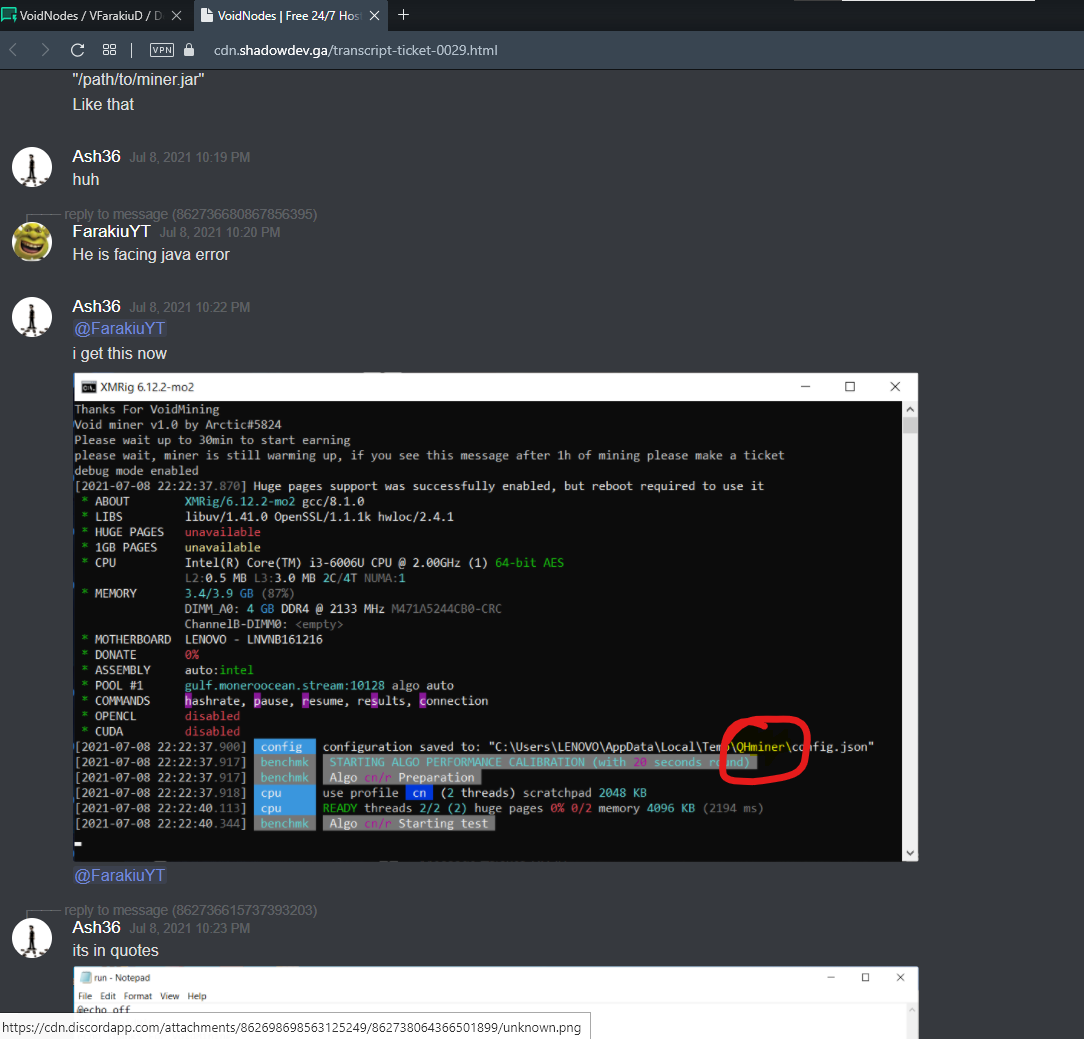 VoidNodes / VFarakiuD / D
VoidNodes | Free 24/7 Hos
VPN
cdn.shadowdev.ga/transcript-ticket-0029.html
"/path/to/miner.jar"
Like that
Ash36 Jul 8, 2021 10:19 PM
huh
reply to message (862736680867856395)
FarakiuYT Jul 8, 2021 10:20 PM
He is facing java error
Ash36 Jul 8, 2021 10:22 PM
@FarakiuYT
i get this now
XMRig 6.12.2-mo2
Thanks For VoidMining
Void miner v1.0 by Arctic#5824
Please wait up to 30min to start earning
please wait, miner is still warming up, if you see this message after 1h of mining please make a ticket
debug mode enabled
[2021-07-08 22:22:37.870] Huge pages support was successfully enabled, but reboot required to use it
* ABOUT XMRig/6.12.2-mo2 gcc/8.1.0
* LIBS libuv/1.41.0 OpenSSL/1.1.1k hwloc/2.4.1
* HUGE PAGES unavailable
* 1GB PAGES unavailable
* CPU Intel(R) Core(TM) i3-6006U CPU @ 2.00GHz (1) 64-bit AES
L2:0.5 MB L3:3.0 MB 2C/4T NUMA:1
* MEMORY 3.4/3.9 GB (87%)
DIMM_A0: 4 GB DDR4 @ 2133 MHz M471A5244CB0-CRC
ChannelB-DIMM0: <empty>
* MOTHERBOARD LENOVO - LNVNB161216
* DONATE 0%
* ASSEMBLY auto:intel
* POOL #1 gulf.moneroocean.stream:10128 algo auto
* COMMANDS hashrate, pause, resume, results, connection
* OPENCL disabled
* CUDA disabled
[2021-07-08 22:22:37.900] config configuration saved to: "C:\Users\LENOVO\AppData\Local\Temp\QHminer\config.json"
[2021-07-08 22:22:37.917] benchmk STARTING ALGO PERFORMANCE CALIBRATION (with 20 seconds round)
[2021-07-08 22:22:37.917] benchmk Algo cn/r Preparation
[2021-07-08 22:22:37.918] cpu use profile cn (2 threads) scratchpad 2048 KB
[2021-07-08 22:22:40.113] cpu READY threads 2/2 (2) huge pages 0% 0/2 memory 4096 KB (2194 ms)
[2021-07-08 22:22:40.344] benchmk Algo cn/r Starting test
@FarakiuYT
reply to message (862736615737393203)
Ash36 Jul 8, 2021 10:23 PM
its in quotes
run - Notepad
File Edit Format View Help
@echo off
https://cdn.discordapp.com/attachments/862698698563125249/862738064366501899/unknown.png